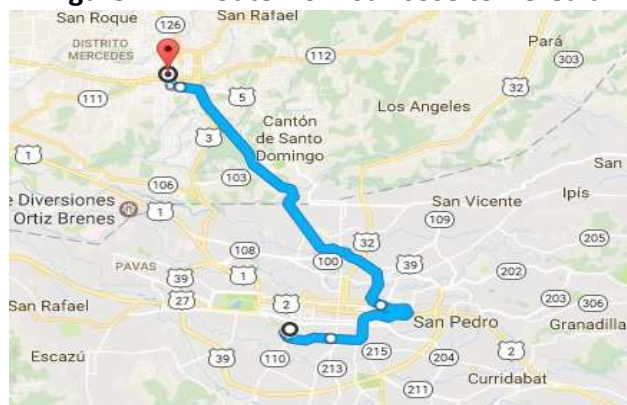 San Roque
126
San Rafael
DISTRITO
MERCEDES
112
Pará
303
111
5
32
Los Angeles
Cantón
de Santo
Domingo
3
1
106
103
San
e Diversiones
Ortiz Brenes
1
San Vicente
Ipís
109
108
32
205
100
PAVAS
39
1
39
202
27
2
San Rafael
203
306
San Pedro
Granadilla
Escazú
39
110
215
204
2
213
Curridabat
211